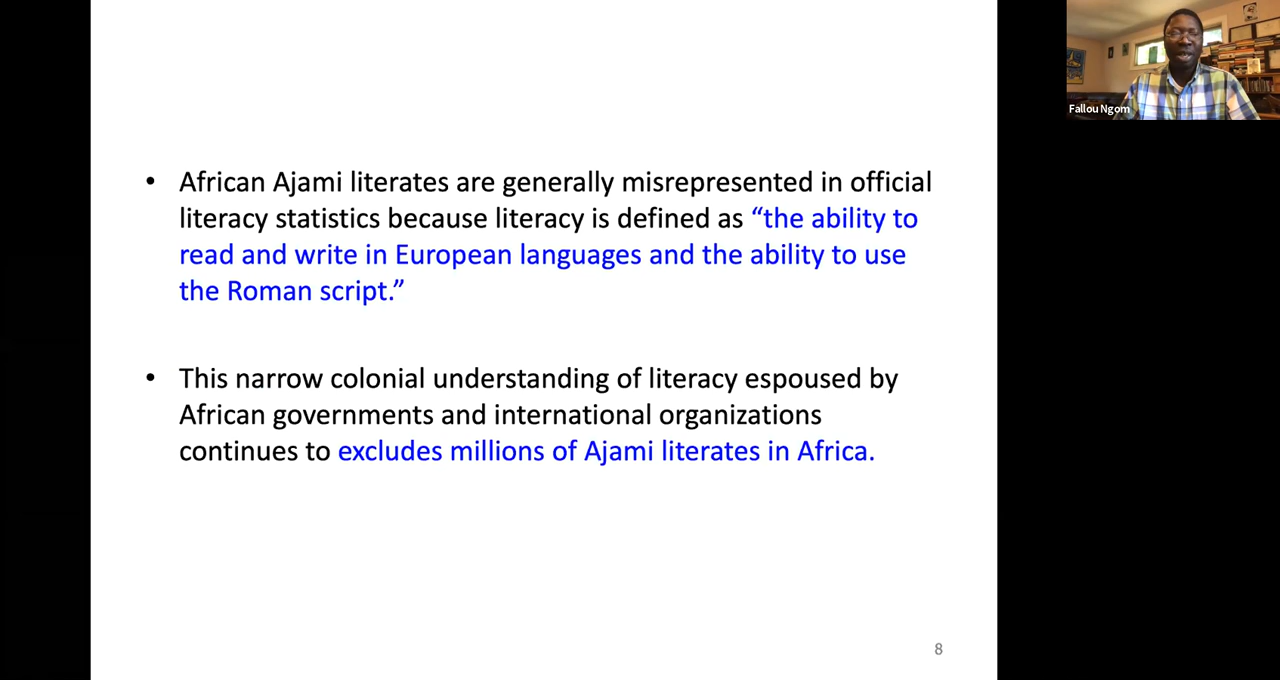 • African Ajami literates are generally misrepresented in official
literacy statistics because literacy is defined as “the ability to
read and write in European languages and the ability to use
the Roman script.”
• This narrow colonial understanding of literacy espoused by
African governments and international organizations
continues to excludes millions of Ajami literates in Africa.
8
Fallou Ngom